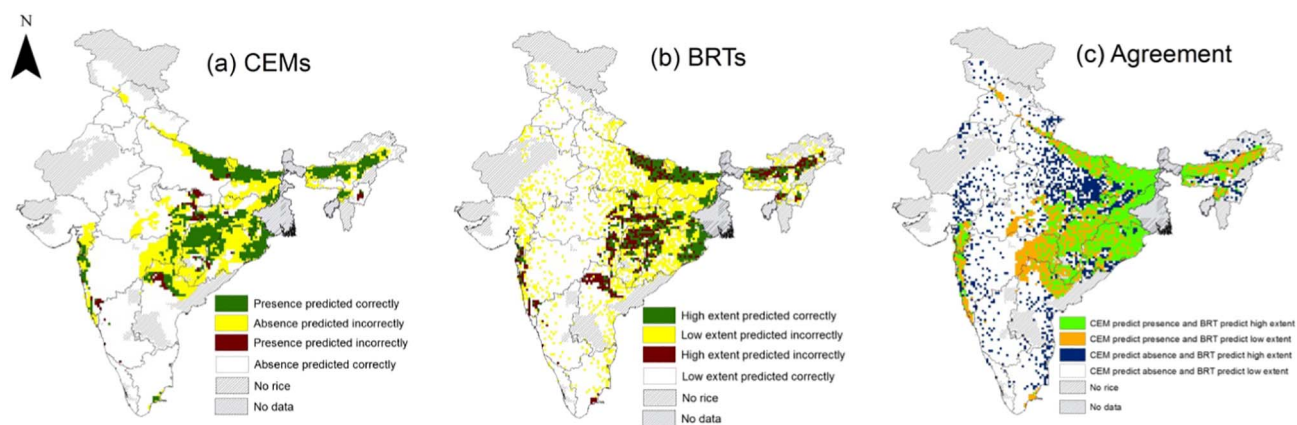 N
(a) CEMs
Presence predicted correctly
Absence predicted incorrectly
Presence predicted incorrectly
Absence predicted correctly
No rice
No data
(b) BRTs
High extent predicted correctly
Low extent predicted incorrectly
High extent predicted incorrectly
Low extent predicted correctly
No rice
No data
(c) Agreement
CEM predict presence and BRT predict high extent
CEM predict presence and BRT predict low extent
CEM predict absence and BRT predict high extent
CEM predict absence and BRT predict low extent
No rice
No data